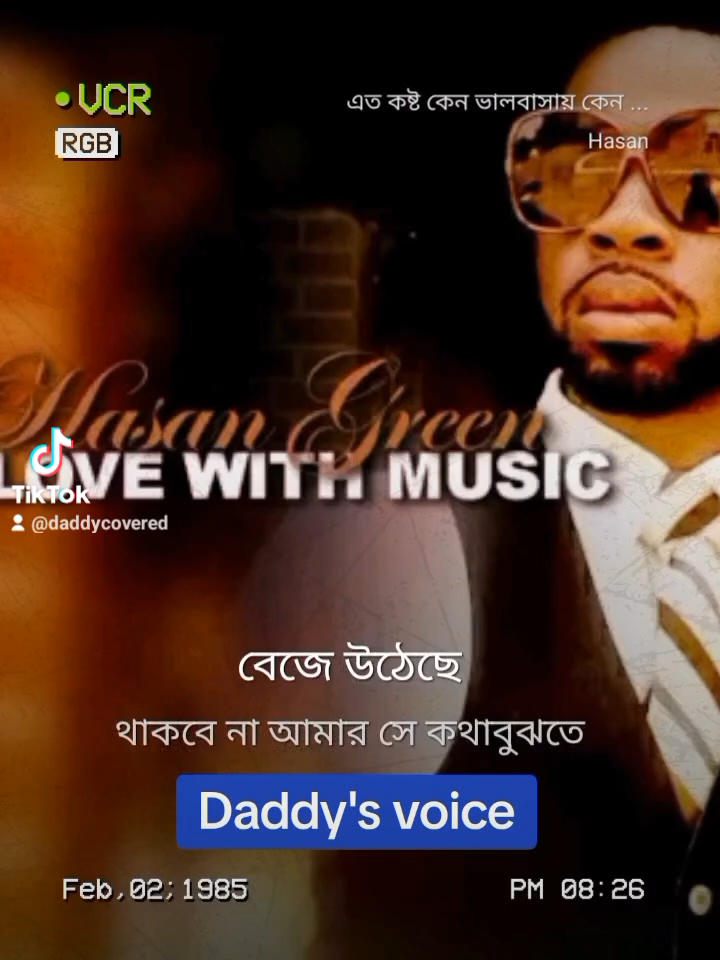 VCR
RGB
এত কষ্ট কেন ভালবাসায় কেন ...
Hasan
Hasan Green
LOVE WITH MUSIC
TikTok
@daddycovered
বেজে উঠেছে
থাকবে না আমার সে কথাবুঝতে
Daddy's voice
Feb,02;1985
PM 08:26